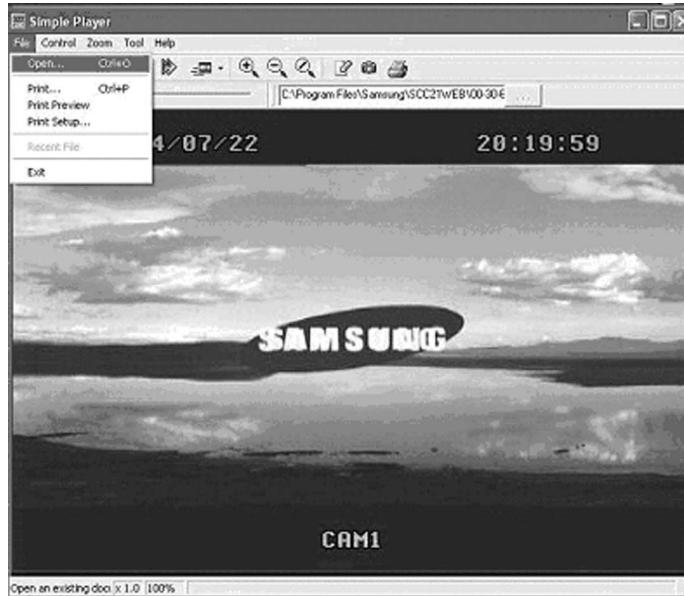 Simple Player
File Control Zoom Tool Help
Open... Ctrl+O
Print... Ctrl+P
Print Preview
Print Setup...
Recent File
Exit
C:\Program Files\Samsung\SCC21WEB\00-30-6
...
4/07/22
20:19:59
SAMSUNG
CAM1
Open an existing doc x 1.0 100%